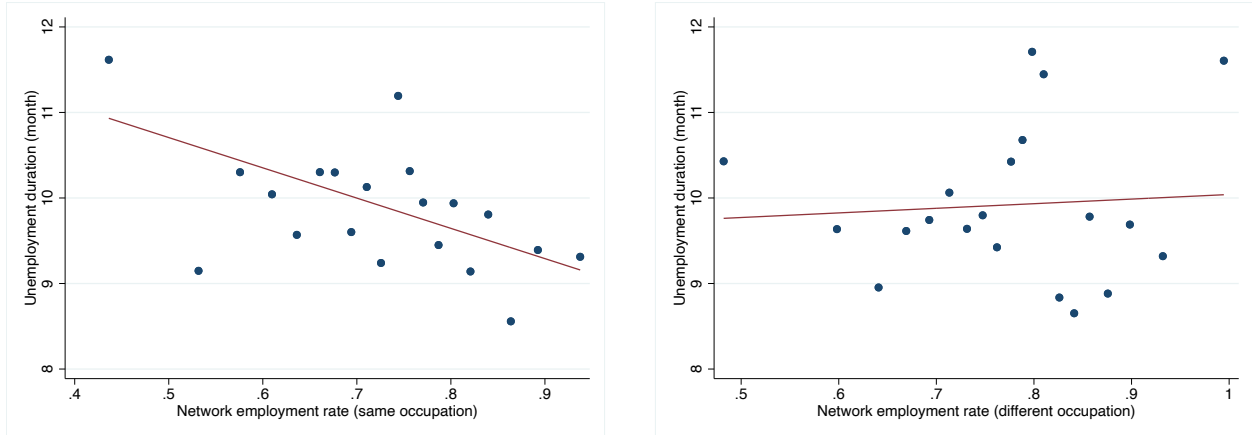 Unemployment duration (month)
12
11
10
9
8
.4 .5 .6 .7 .8 .9
Network employment rate (same occupation)
Unemployment duration (month)
12
11
10
9
8
.5 .6 .7 .8 .9 1
Network employment rate (different occupation)